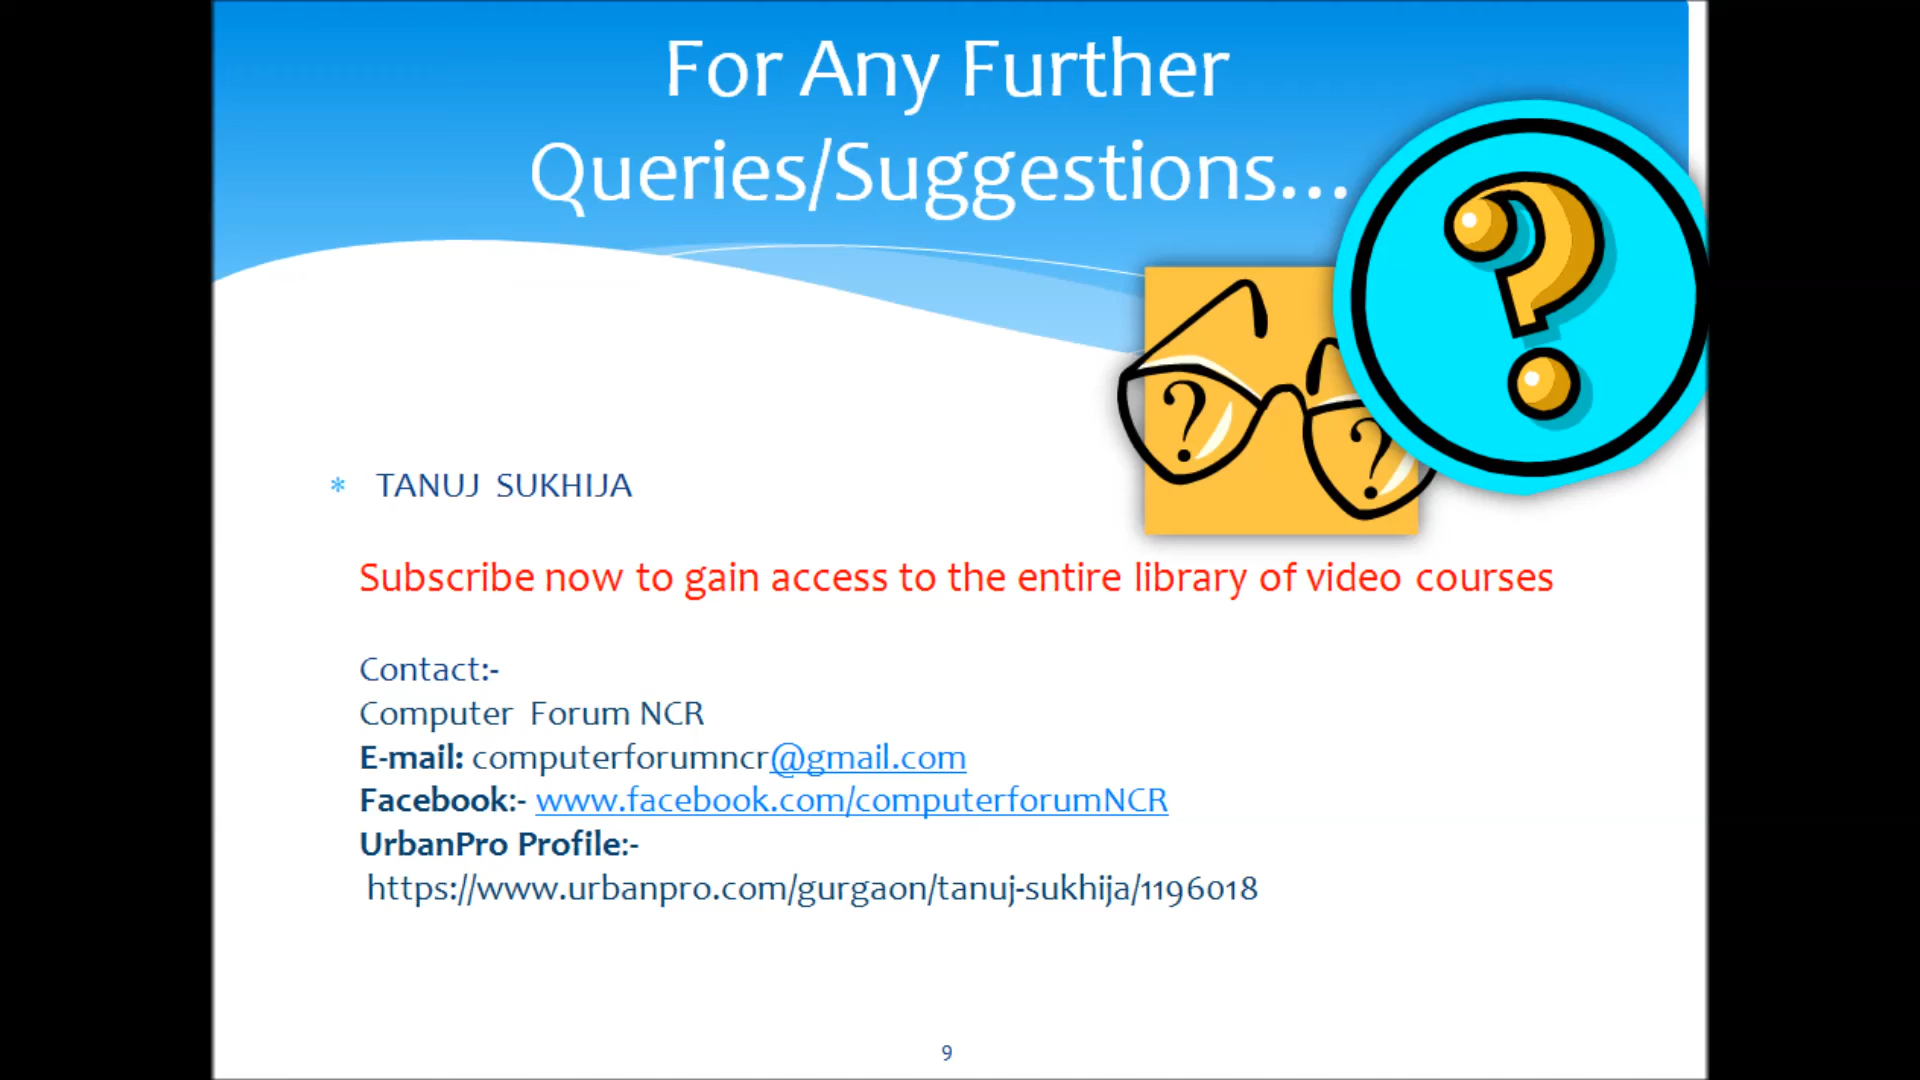 For Any Further
Queries/Suggestions...
?
? ?
* TANUJ SUKHIJA
Subscribe now to gain access to the entire library of video courses
Contact:-
Computer Forum NCR
E-mail: computerforumncr@gmail.com
Facebook:- www.facebook.com/computerforumNCR
UrbanPro Profile:-
https://www.urbanpro.com/gurgaon/tanuj-sukhija/1196018
9